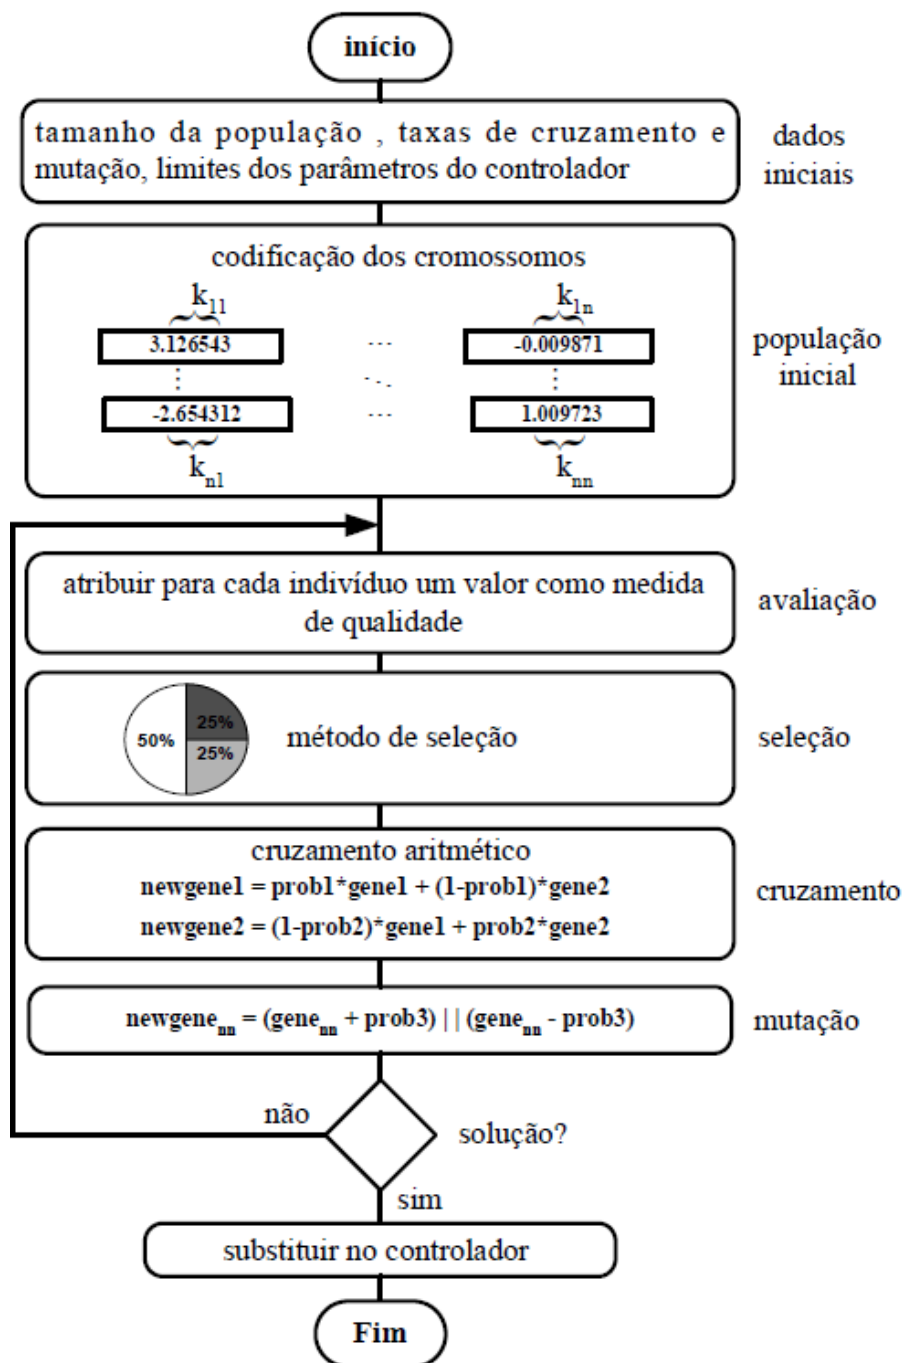 início
tamanho da população , taxas de cruzamento e
mutação, limites dos parâmetros do controlador
dados
iniciais
codificação dos cromossomos
k11 k1n
3.126543 ... -0.009871
-2.654312 ... 1.009723
kn1 knn
população
inicial
atribuir para cada indivíduo um valor como medida
de qualidade
avaliação
50% 25% 25%
método de seleção
seleção
cruzamento aritmético
newgene1 = prob1*gene1 + (1-prob1)*gene2
newgene2 = (1-prob2)*gene1 + prob2*gene2
cruzamento
newgenenn = (genenn + prob3) | | (genenn - prob3)
mutação
não
solução?
sim
substituir no controlador
Fim